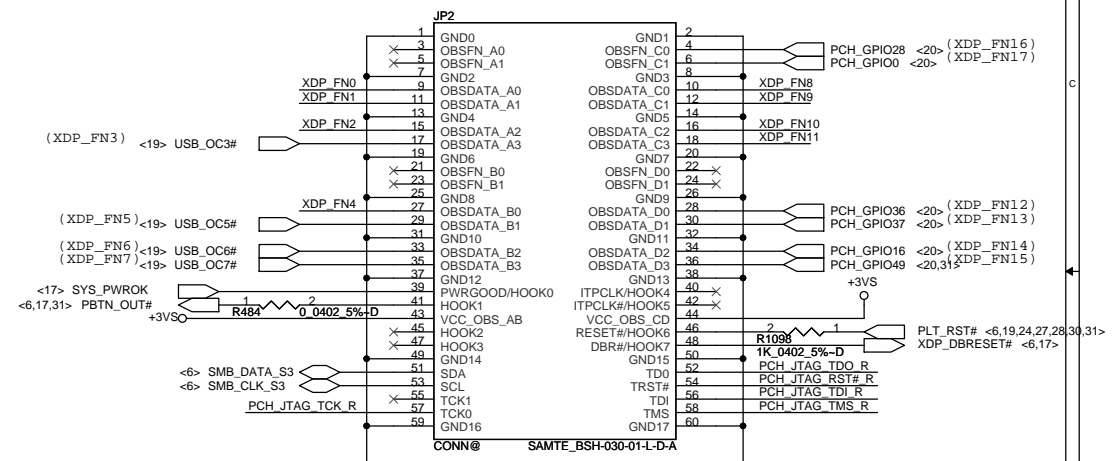 JP2
1 GND0 GND1 2
3 OBSFN_A0 OBSFN_C0 4 PCH_GPIO28 <20> (XDP_FN16)
5 OBSFN_A1 OBSFN_C1 6 PCH_GPIO0 <20> (XDP_FN17)
7 GND2 GND3 8
XDP_FN0 9 OBSDATA_A0 OBSDATA_C0 10 XDP_FN8
XDP_FN1 11 OBSDATA_A1 OBSDATA_C1 12 XDP_FN9
C
13 GND4 GND5 14
XDP_FN2 15 OBSDATA_A2 OBSDATA_C2 16 XDP_FN10
(XDP_FN3) <19> USB_OC3# 17 OBSDATA_A3 OBSDATA_C3 18 XDP_FN11
19 GND6 GND7 20
21 OBSFN_B0 OBSFN_D0 22
23 OBSFN_B1 OBSFN_D1 24
25 GND8 GND9 26
XDP_FN4 27 OBSDATA_B0 OBSDATA_D0 28 PCH_GPIO36 <20> (XDP_FN12)
(XDP_FN5) <19> USB_OC5# 29 OBSDATA_B1 OBSDATA_D1 30 PCH_GPIO37 <20> (XDP_FN13)
31 GND10 GND11 32
(XDP_FN6) <19> USB_OC6# 33 OBSDATA_B2 OBSDATA_D2 34 PCH_GPIO16 <20> (XDP_FN14)
(XDP_FN7) <19> USB_OC7# 35 OBSDATA_B3 OBSDATA_D3 36 PCH_GPIO49 <20,31> (XDP_FN15)
37 GND12 GND13 38
+3VS
<17> SYS_PWROK 39 PWRGOOD/HOOK0 ITPCLK/HOOK4 40
<6,17,31> PBTN_OUT# 1 2 41 HOOK1 ITPCLK#/HOOK5 42
R484 0_0402_5%~D
+3VS 43 VCC_OBS_AB VCC_OBS_CD 44
45 HOOK2 RESET#/HOOK6 46 2 1 PLT_RST# <6,19,24,27,28,30,31>
R1098
47 HOOK3 DBR#/HOOK7 48 XDP_DBRESET# <6,17>
1K_0402_5%~D
49 GND14 GND15 50
<6> SMB_DATA_S3 51 SDA TD0 52 PCH_JTAG_TDO_R
<6> SMB_CLK_S3 53 SCL TRST# 54 PCH_JTAG_RST#_R
55 TCK1 TDI 56 PCH_JTAG_TDI_R
PCH_JTAG_TCK_R 57 TCK0 TMS 58 PCH_JTAG_TMS_R
59 GND16 GND17 60
CONN@ SAMTE_BSH-030-01-L-D-A